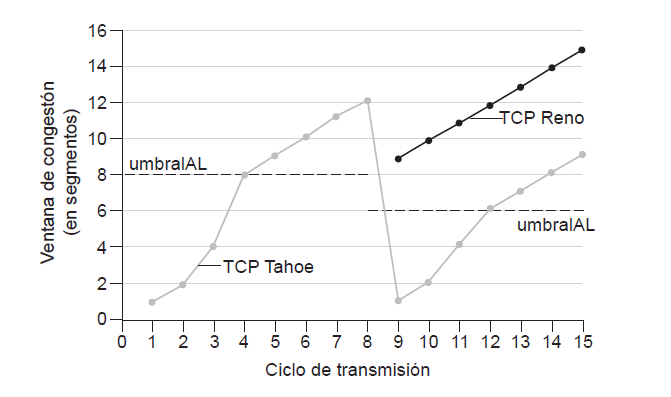 16
14
12
10
8
6
4
2
0
Ventana de congestón
(en segmentos)
umbralAL
TCP Tahoe
TCP Reno
umbralAL
0 1 2 3 4 5 6 7 8 9 10 11 12 13 14 15
Ciclo de transmisión